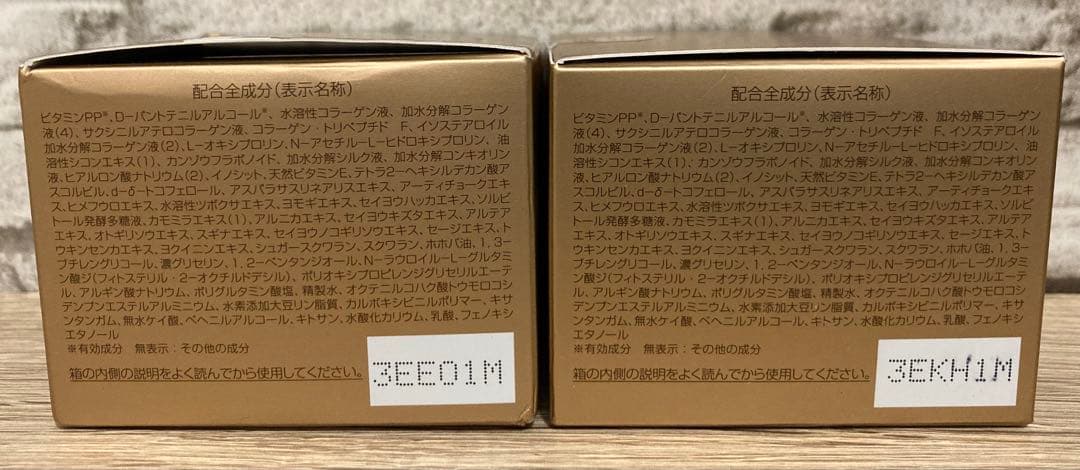 配合全成分（表示名称）
ビタミンPP※、D－パントテニルアルコール※、水溶性コラーゲン液、加水分解コラーゲン
液（4）、サクシニルアテロコラーゲン液、コラーゲン・トリペプチド F、イソステアロイル
加水分解コラーゲン液（2）、L－オキシプロリン、N－アセチル－L－ヒドロキシプロリン、油
溶性シコンエキス（1）、カンゾウフラボノイド、加水分解シルク液、加水分解コンキオリン
液、ヒアルロン酸ナトリウム（2）、イノシット、天然ビタミンE、テトラ2－ヘキシルデカン酸ア
スコルビル、d－δ－トコフェロール、アスパラサスリネアリスエキス、アーティチョークエキ
ス、ヒメフウロエキス、水溶性ツボクサエキス、ヨモギエキス、セイヨウハッカエキス、ソルビ
トール発酵多糖液、カモミラエキス（1）、アルニカエキス、セイヨウキズタエキス、アルテア
エキス、オトギリソウエキス、スギナエキス、セイヨウノコギリソウエキス、セージエキス、ト
ウキンセンカエキス、ヨクイニンエキス、シュガースクワラン、スクワラン、ホホバ油、1，3－
ブチレングリコール、濃グリセリン、1，2－ペンタンジオール、N－ラウロイル－L－グルタミ
ン酸ジ（フィトステリル・2－オクチルドデシル）、ポリオキシプロピレンジグリセリルエーテ
ル、アルギン酸ナトリウム、ポリグルタミン酸塩、精製水、オクテニルコハク酸トウモロコシ
デンプンエステルアルミニウム、水素添加大豆リン脂質、カルボキシビニルポリマー、キサ
ンタンガム、無水ケイ酸、ベヘニルアルコール、キトサン、水酸化カリウム、乳酸、フェノキシ
エタノール
※有効成分 無表示：その他の成分
箱の内側の説明をよく読んでから使用してください。
3EEO1M
配合全成分（表示名称）
ビタミンPP※、D－パントテニルアルコール※、水溶性コラーゲン液、加水分解コラーゲン
液（4）、サクシニルアテロコラーゲン液、コラーゲン・トリペプチド F、イソステアロイル
加水分解コラーゲン液（2）、L－オキシプロリン、N－アセチル－L－ヒドロキシプロリン、油
溶性シコンエキス（1）、カンゾウフラボノイド、加水分解シルク液、加水分解コンキオリン
液、ヒアルロン酸ナトリウム（2）、イノシット、天然ビタミンE、テトラ2－ヘキシルデカン酸ア
スコルビル、d－δ－トコフェロール、アスパラサスリネアリスエキス、アーティチョークエキ
ス、ヒメフウロエキス、水溶性ツボクサエキス、ヨモギエキス、セイヨウハッカエキス、ソルビ
トール発酵多糖液、カモミラエキス（1）、アルニカエキス、セイヨウキズタエキス、アルテア
エキス、オトギリソウエキス、スギナエキス、セイヨウノコギリソウエキス、セージエキス、ト
ウキンセンカエキス、ヨクイニンエキス、シュガースクワラン、スクワラン、ホホバ油、1，3－
ブチレングリコール、濃グリセリン、1，2－ペンタンジオール、N－ラウロイル－L－グルタミ
ン酸ジ（フィトステリル・2－オクチルドデシル）、ポリオキシプロピレンジグリセリルエーテ
ル、アルギン酸ナトリウム、ポリグルタミン酸塩、精製水、オクテニルコハク酸トウモロコシ
デンプンエステルアルミニウム、水素添加大豆リン脂質、カルボキシビニルポリマー、キサ
ンタンガム、無水ケイ酸、ベヘニルアルコール、キトサン、水酸化カリウム、乳酸、フェノキシ
エタノール
※有効成分 無表示：その他の成分
箱の内側の説明をよく読んでから使用してください。
3EKH1M